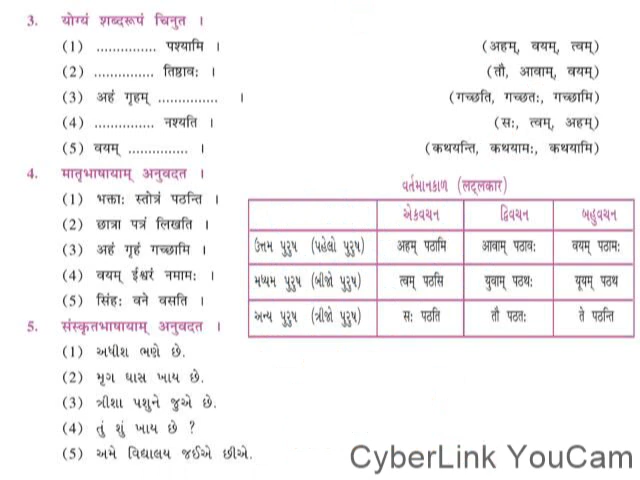 3. योग्यं शब्दरूपं चिनुत ।
(1) ............... पश्यामि । (अहम्, वयम्, त्वम्)
(2) ............... तिष्ठावः । (तौ, आवाम्, वयम्)
(3) अहं गृहम् ............... । (गच्छति, गच्छतः, गच्छामि)
(4) ............... नश्यति । (सः, त्वम्, अहम्)
(5) वयम् ............... । (कथयन्ति, कथयामः, कथयामि)
4. मातृभाषायाम् अनुवदत ।
(1) भक्ताः स्तोत्रं पठन्ति ।
(2) छात्रा पत्रं लिखति ।
(3) अहं गृहं गच्छामि ।
(4) वयम् ईश्वरं नमामः ।
(5) सिंहः वने वसति ।
વર્તમાનકાળ (લટ્લકાર)
એકવચન દ્વિવચન બહુવચન
ઉત્તમ પુરુષ (પહેલો પુરુષ) अहम् पठामि आवाम् पठावः वयम् पठामः
મધ્યમ પુરુષ (બીજો પુરુષ) त्वम् पठसि युवाम् पठथः यूयम् पठथ
અન્ય પુરુષ (ત્રીજો પુરુષ) सः पठति तौ पठतः ते पठन्ति
5. संस्कृतभाषायाम् अनुवदत ।
(1) અધીશ ભણે છે.
(2) મૃગ ઘાસ ખાય છે.
(3) ત્રીશા પશુને જુએ છે.
(4) તું શું ખાય છે ?
(5) અમે વિદ્યાલય જઈએ છીએ.
CyberLink YouCam